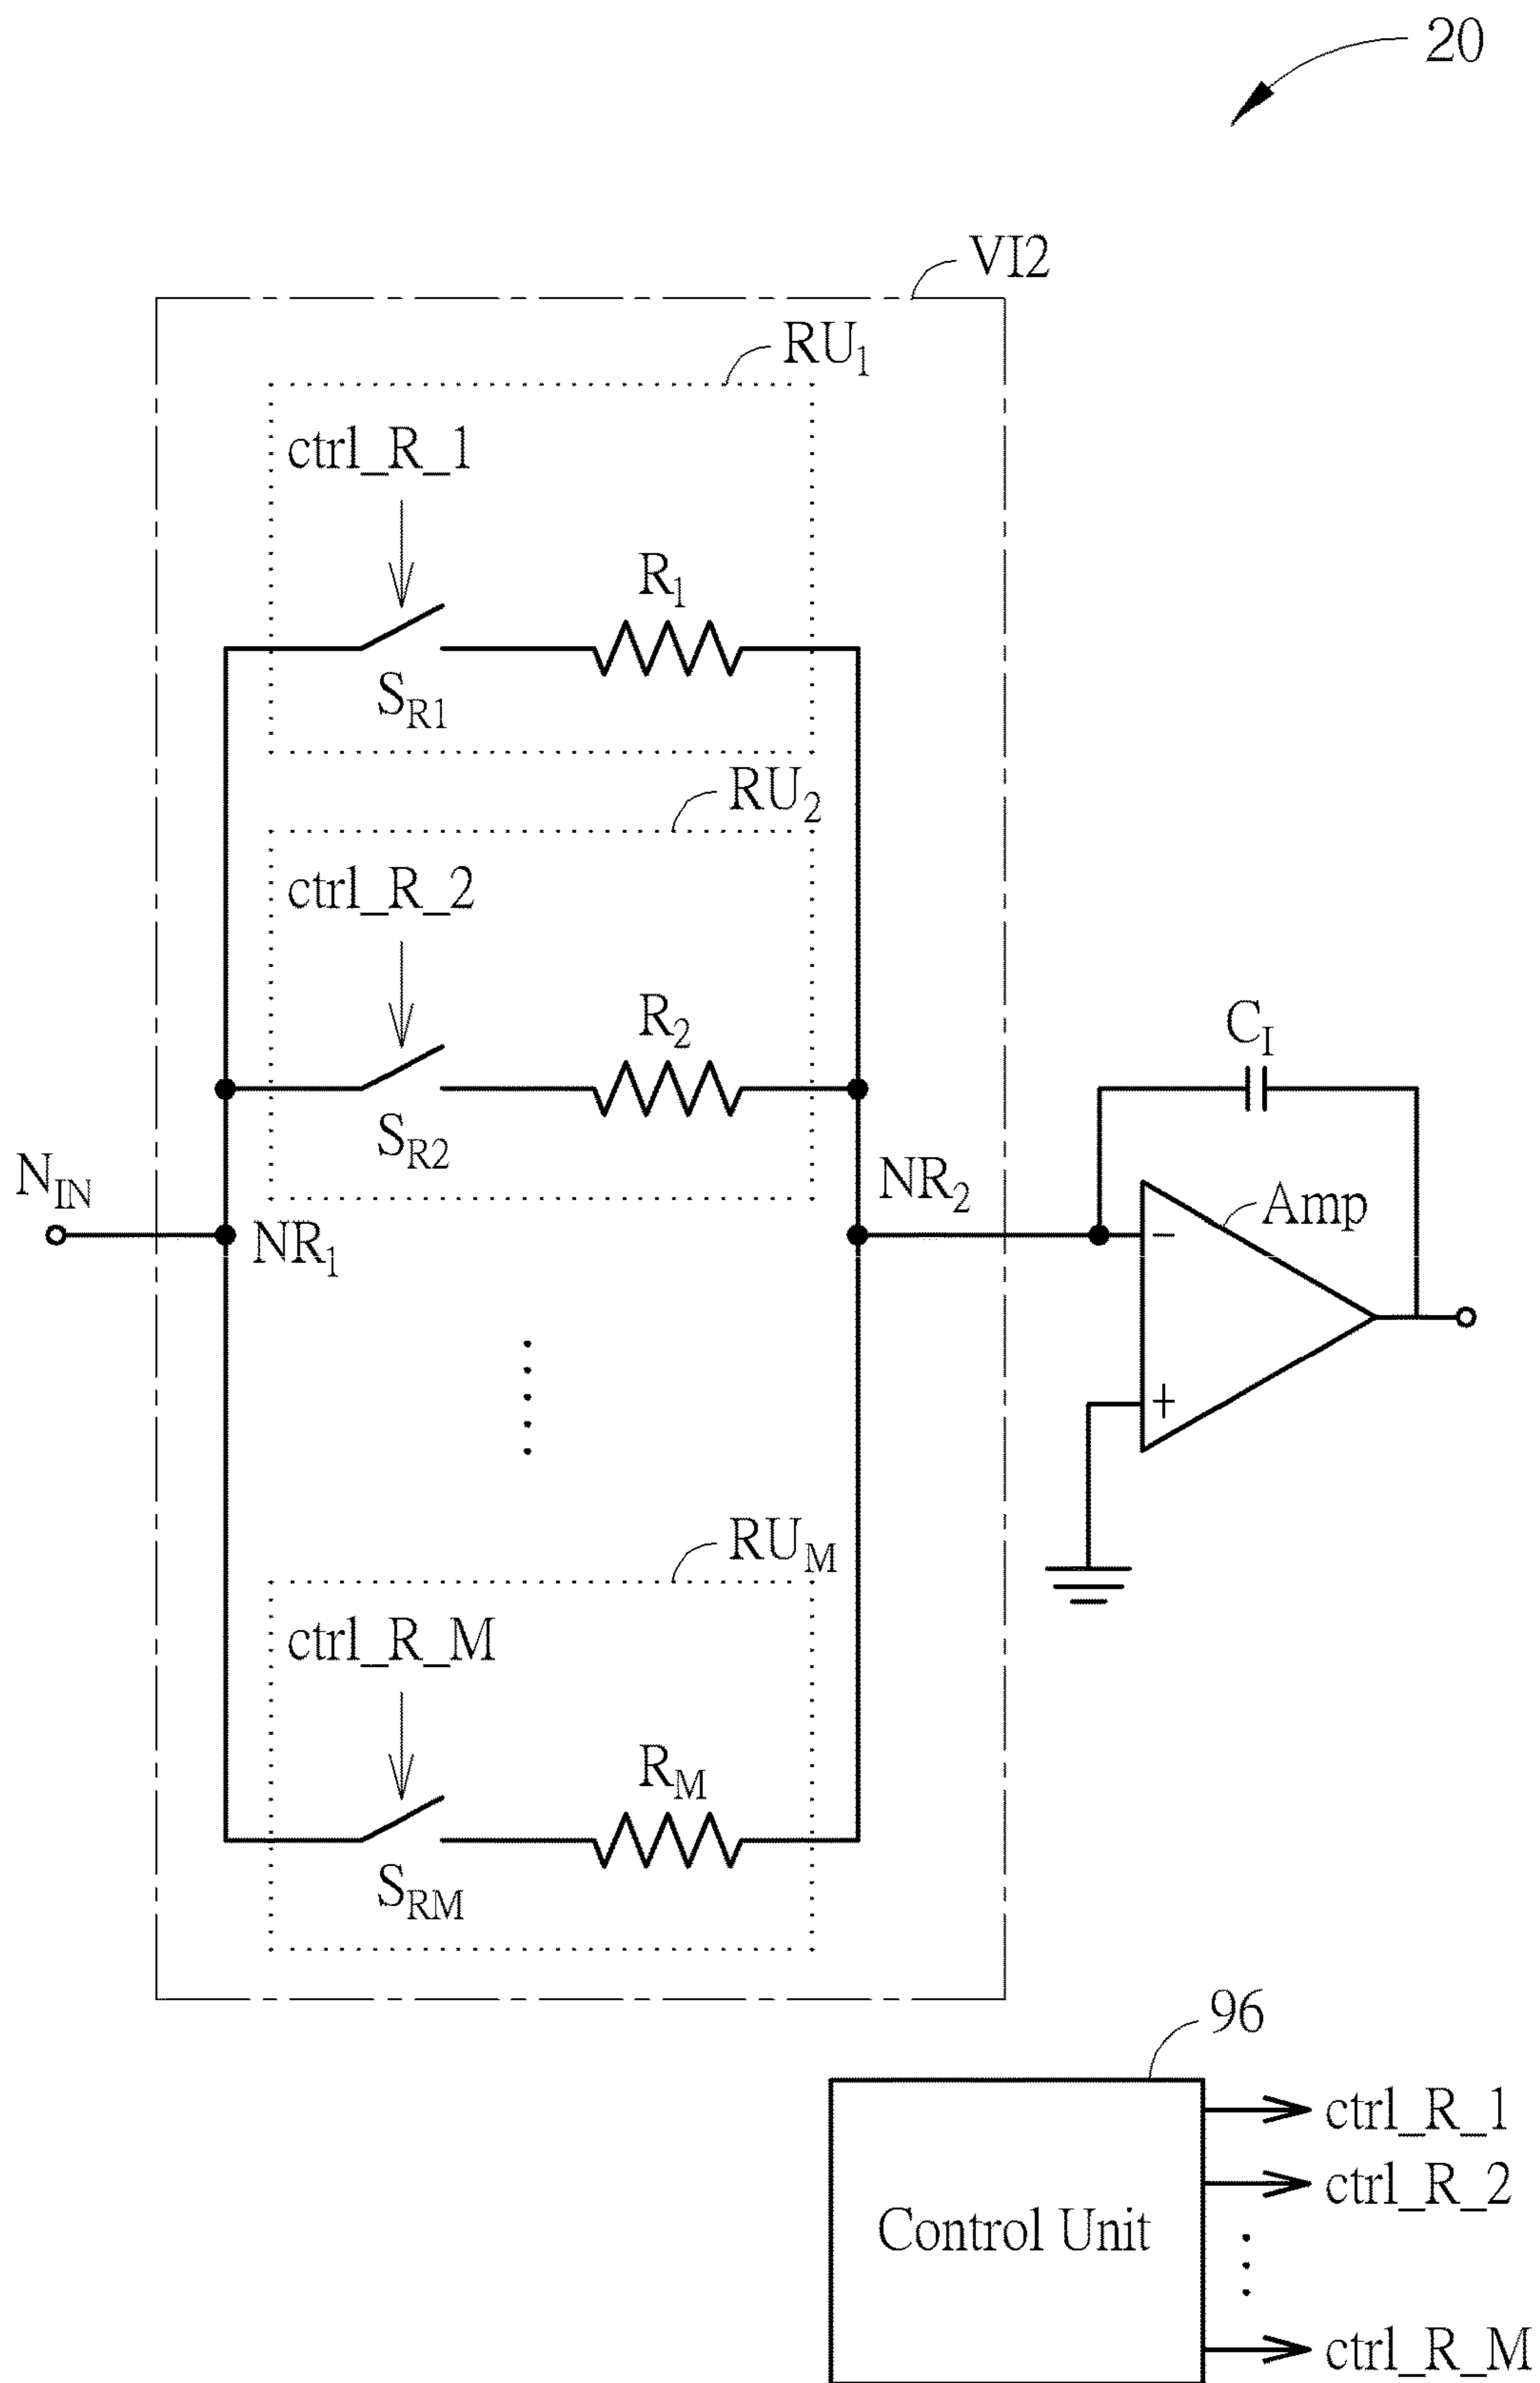 20
VI2
RU1
ctrl_R_1
R1
SR1
RU2
ctrl_R_2
R2
SR2
CI
NIN
NR1
NR2
Amp
−
+
RUM
ctrl_R_M
RM
SRM
96
Control Unit
ctrl_R_1
ctrl_R_2
ctrl_R_M